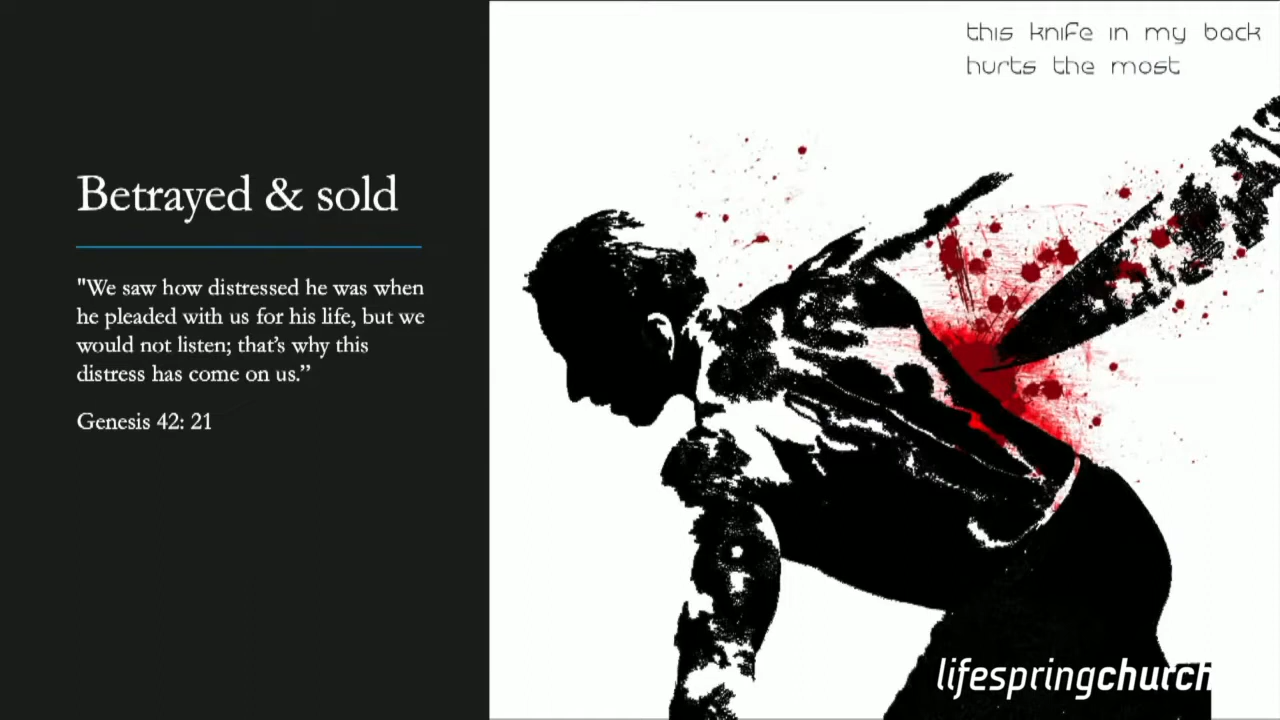 Betrayed & sold
"We saw how distressed he was when
he pleaded with us for his life, but we
would not listen; that's why this
distress has come on us.”
Genesis 42: 21
this knife in my back
hurts the most
lifespringchurch